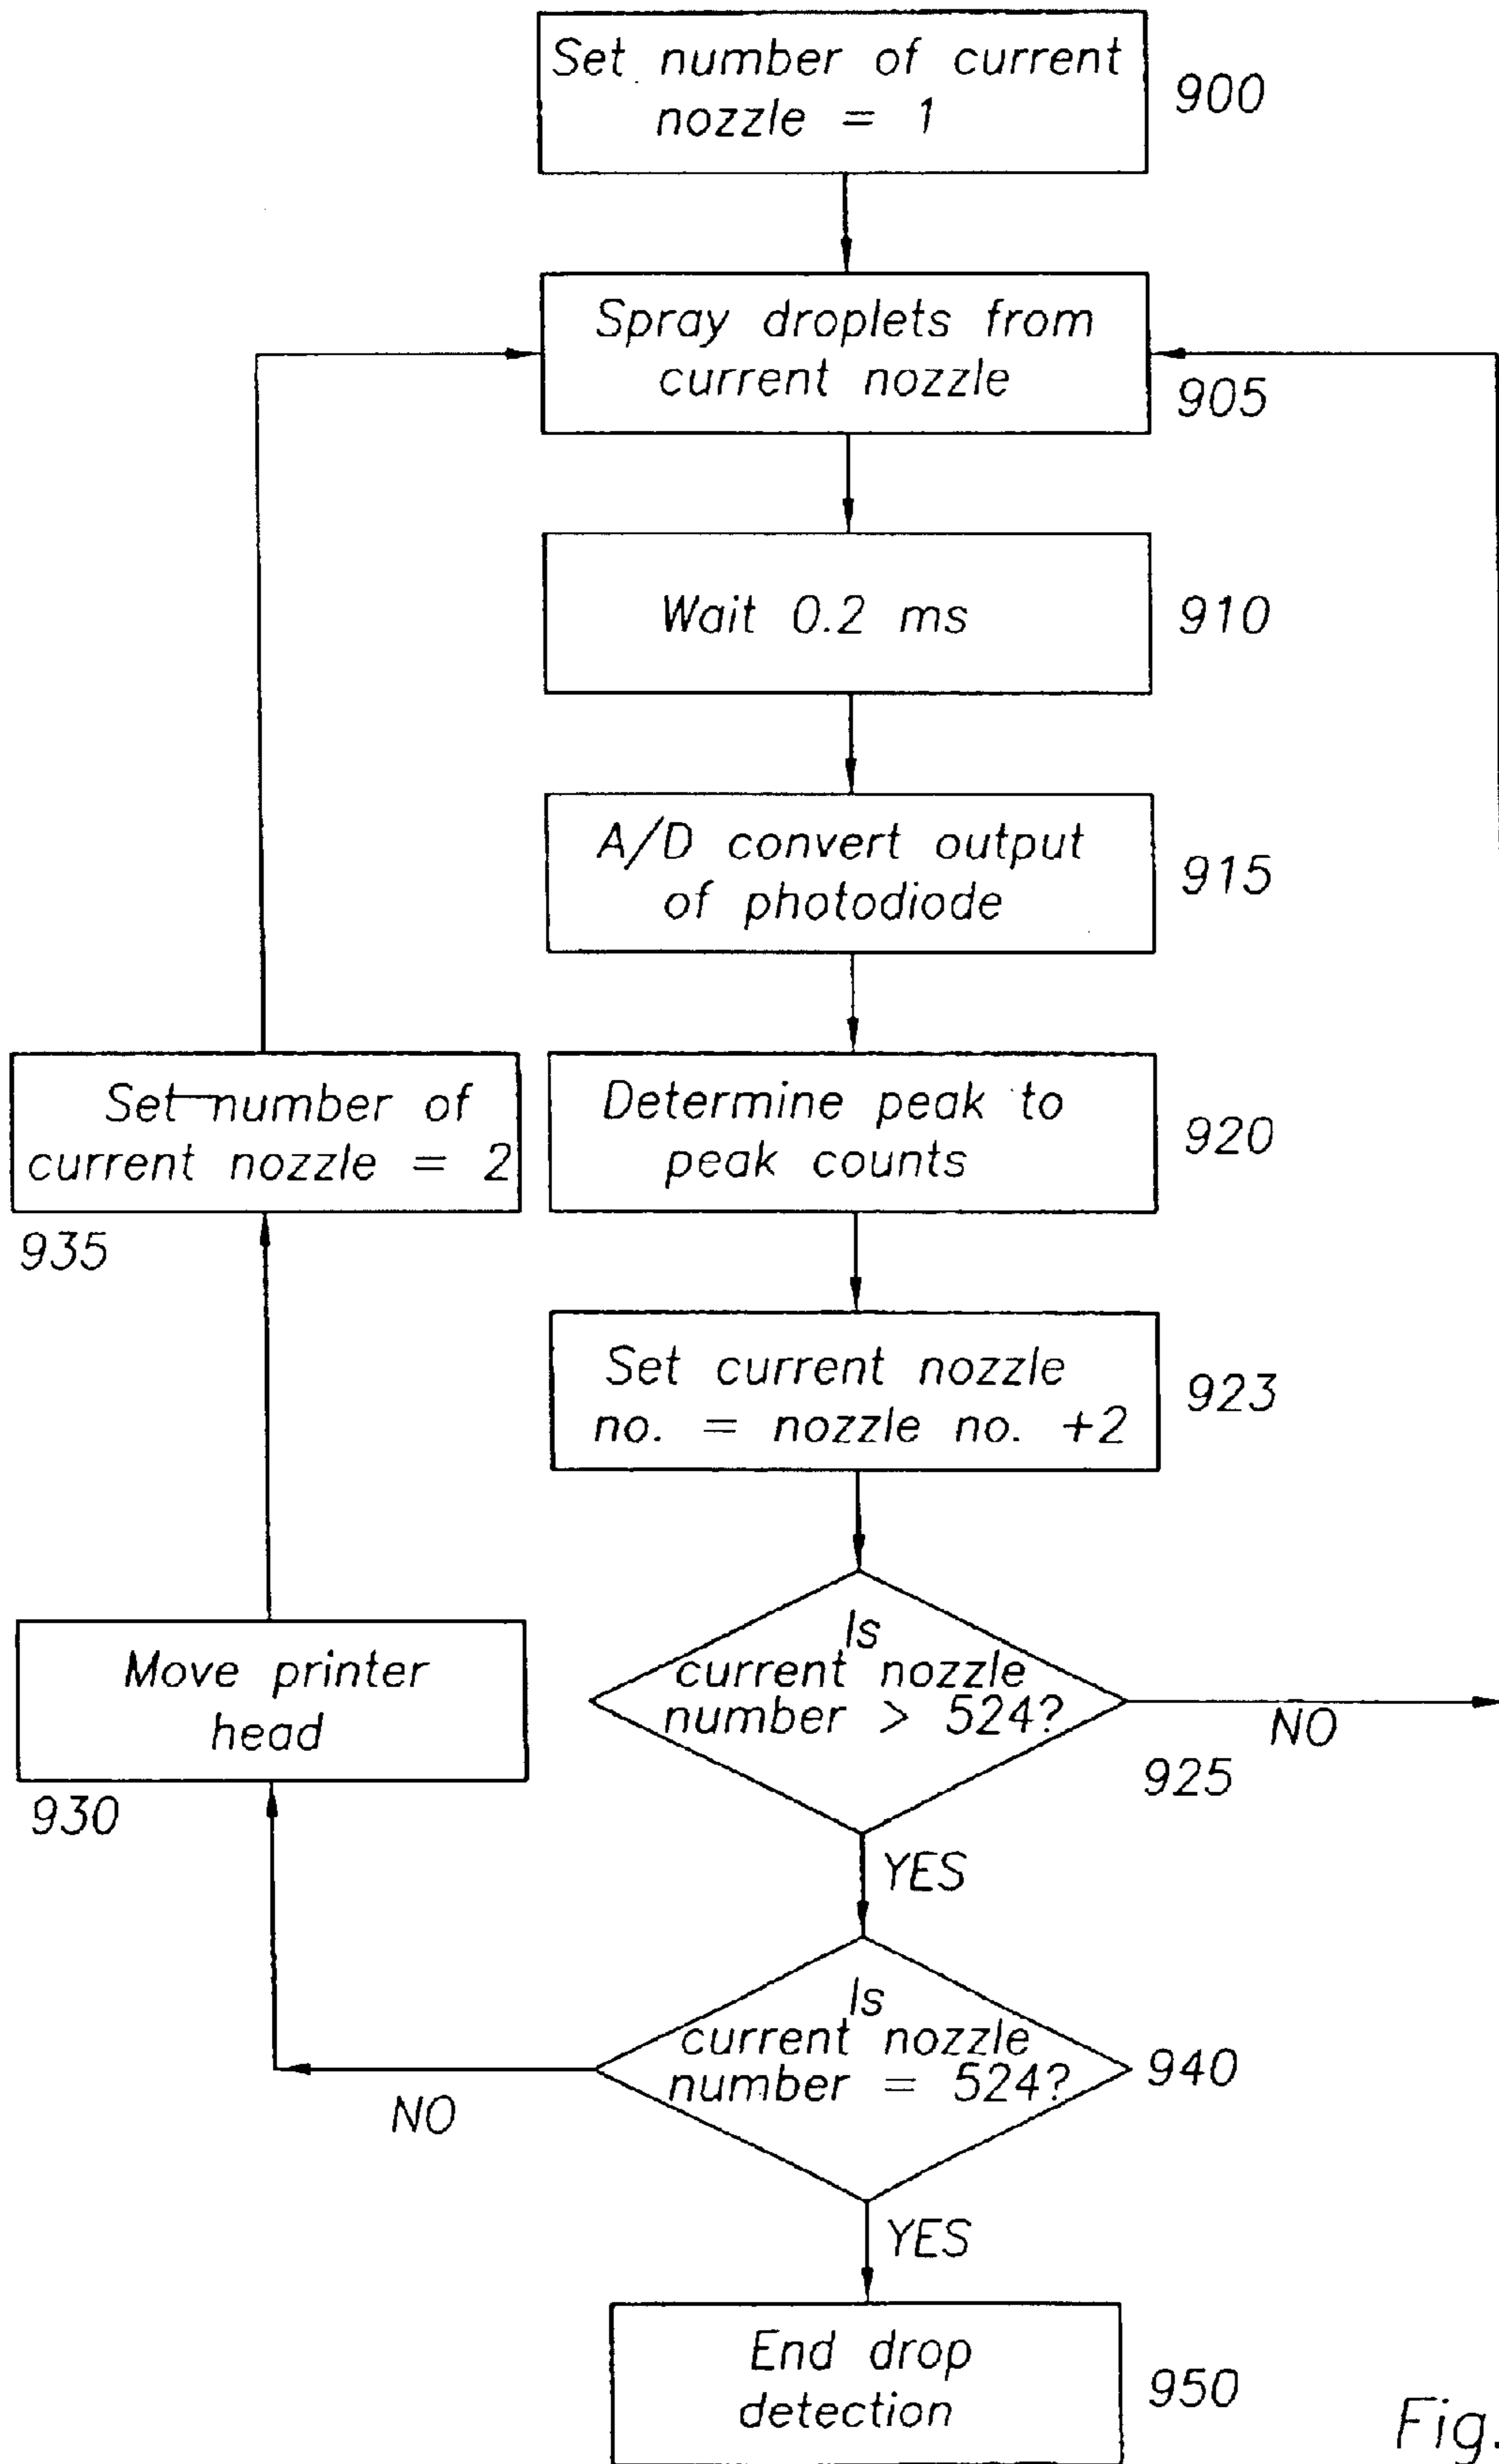 Set number of current
nozzle = 1
900
Spray droplets from
current nozzle
905
Wait 0.2 ms
910
A/D convert output
of photodiode
915
Set number of
current nozzle = 2
935
Determine peak to
peak counts
920
Set current nozzle
no. = nozzle no. +2
923
Move printer
head
930
Is
current nozzle
number > 524?
NO
925
YES
Is
current nozzle
number = 524?
940
NO
YES
End drop
detection
950
Fig.